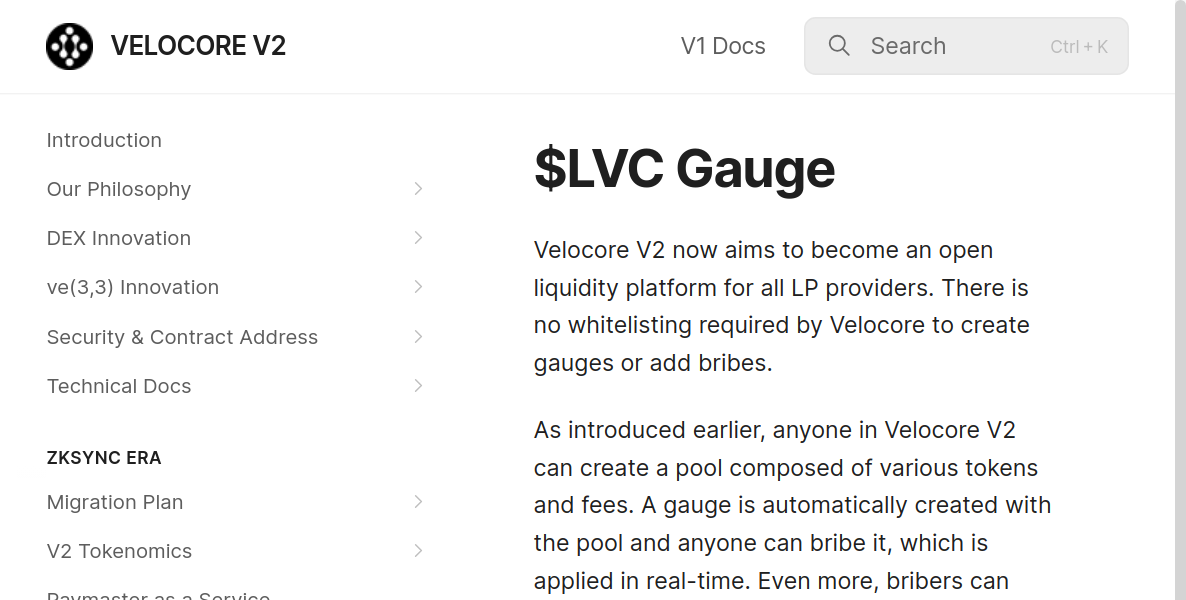 VELOCORE V2
V1 Docs
Search
Ctrl + K
Introduction
Our Philosophy
DEX Innovation
ve(3,3) Innovation
Security & Contract Address
Technical Docs
ZKSYNC ERA
Migration Plan
V2 Tokenomics
Paymaster as a Service
$LVC Gauge
Velocore V2 now aims to become an open
liquidity platform for all LP providers. There is
no whitelisting required by Velocore to create
gauges or add bribes.
As introduced earlier, anyone in Velocore V2
can create a pool composed of various tokens
and fees. A gauge is automatically created with
the pool and anyone can bribe it, which is
applied in real-time. Even more, bribers can